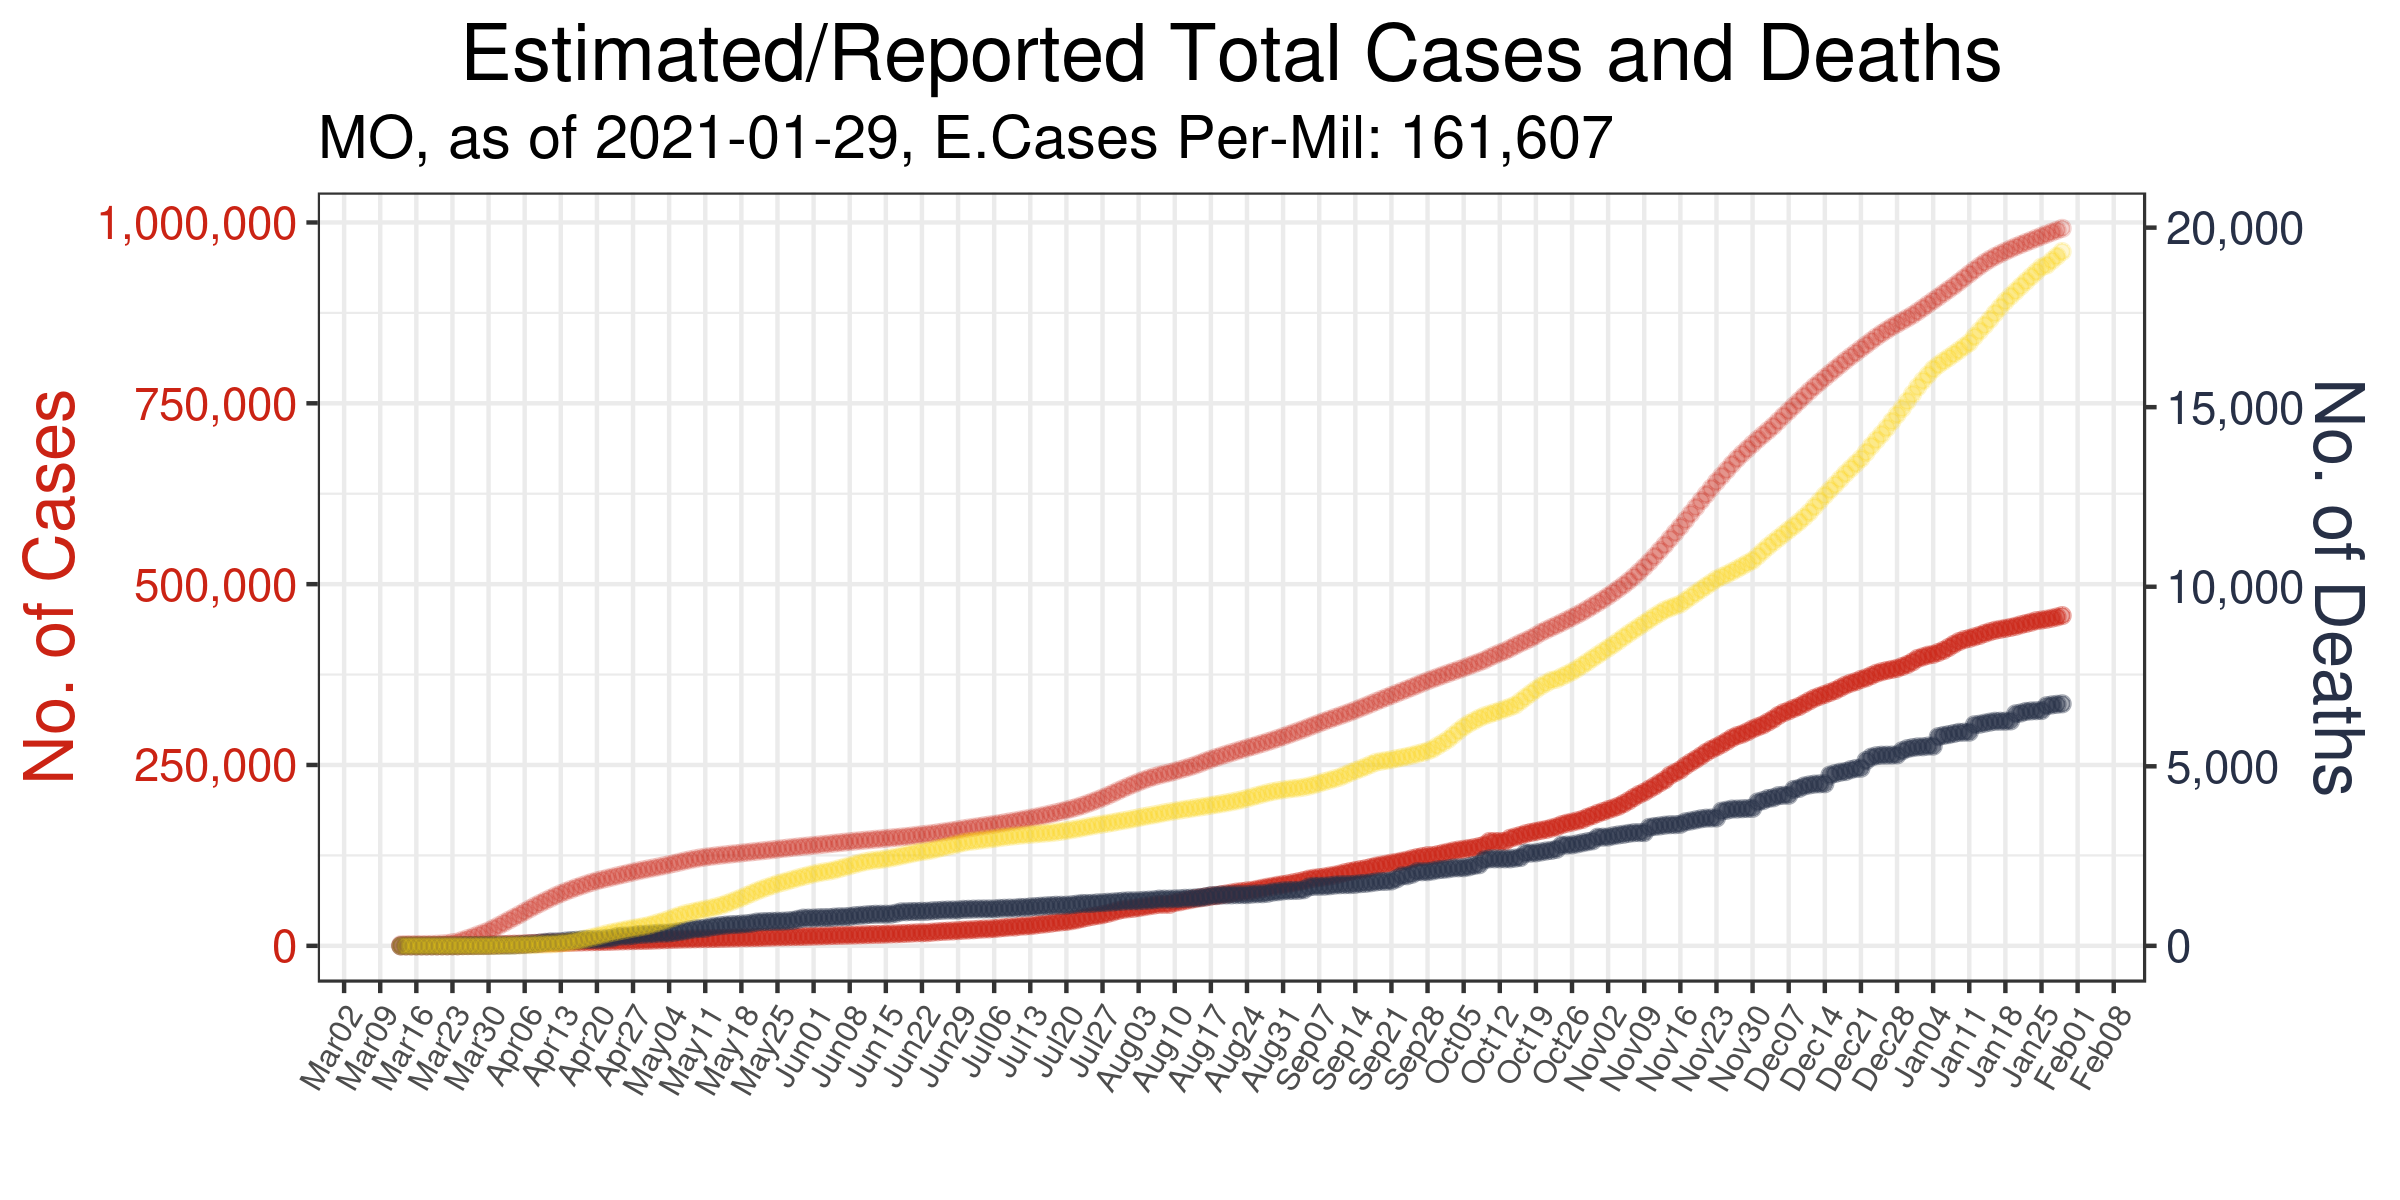 Estimated/Reported Total Cases and Deaths
MO, as of 2021-01-29, E.Cases Per-Mil: 161,607
No. of Cases
1,000,000
750,000
500,000
250,000
0
20,000
15,000
10,000
5,000
0
No. of Deaths
Mar02
Mar09
Mar16
Mar23
Mar30
Apr06
Apr13
Apr20
Apr27
May04
May11
May18
May25
Jun01
Jun08
Jun15
Jun22
Jun29
Jul06
Jul13
Jul20
Jul27
Aug03
Aug10
Aug17
Aug24
Aug31
Sep07
Sep14
Sep21
Sep28
Oct05
Oct12
Oct19
Oct26
Nov02
Nov09
Nov16
Nov23
Nov30
Dec07
Dec14
Dec21
Dec28
Jan04
Jan11
Jan18
Jan25
Feb01
Feb08